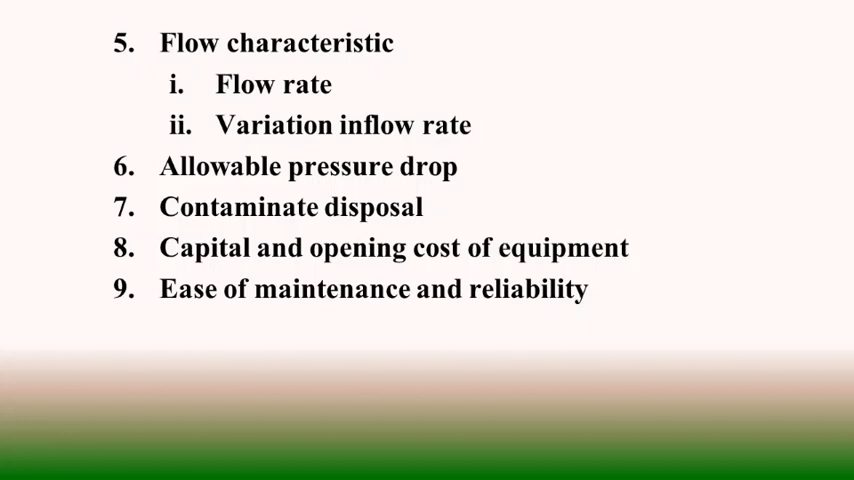 5. Flow characteristic
i. Flow rate
ii. Variation inflow rate
6. Allowable pressure drop
7. Contaminate disposal
8. Capital and opening cost of equipment
9. Ease of maintenance and reliability